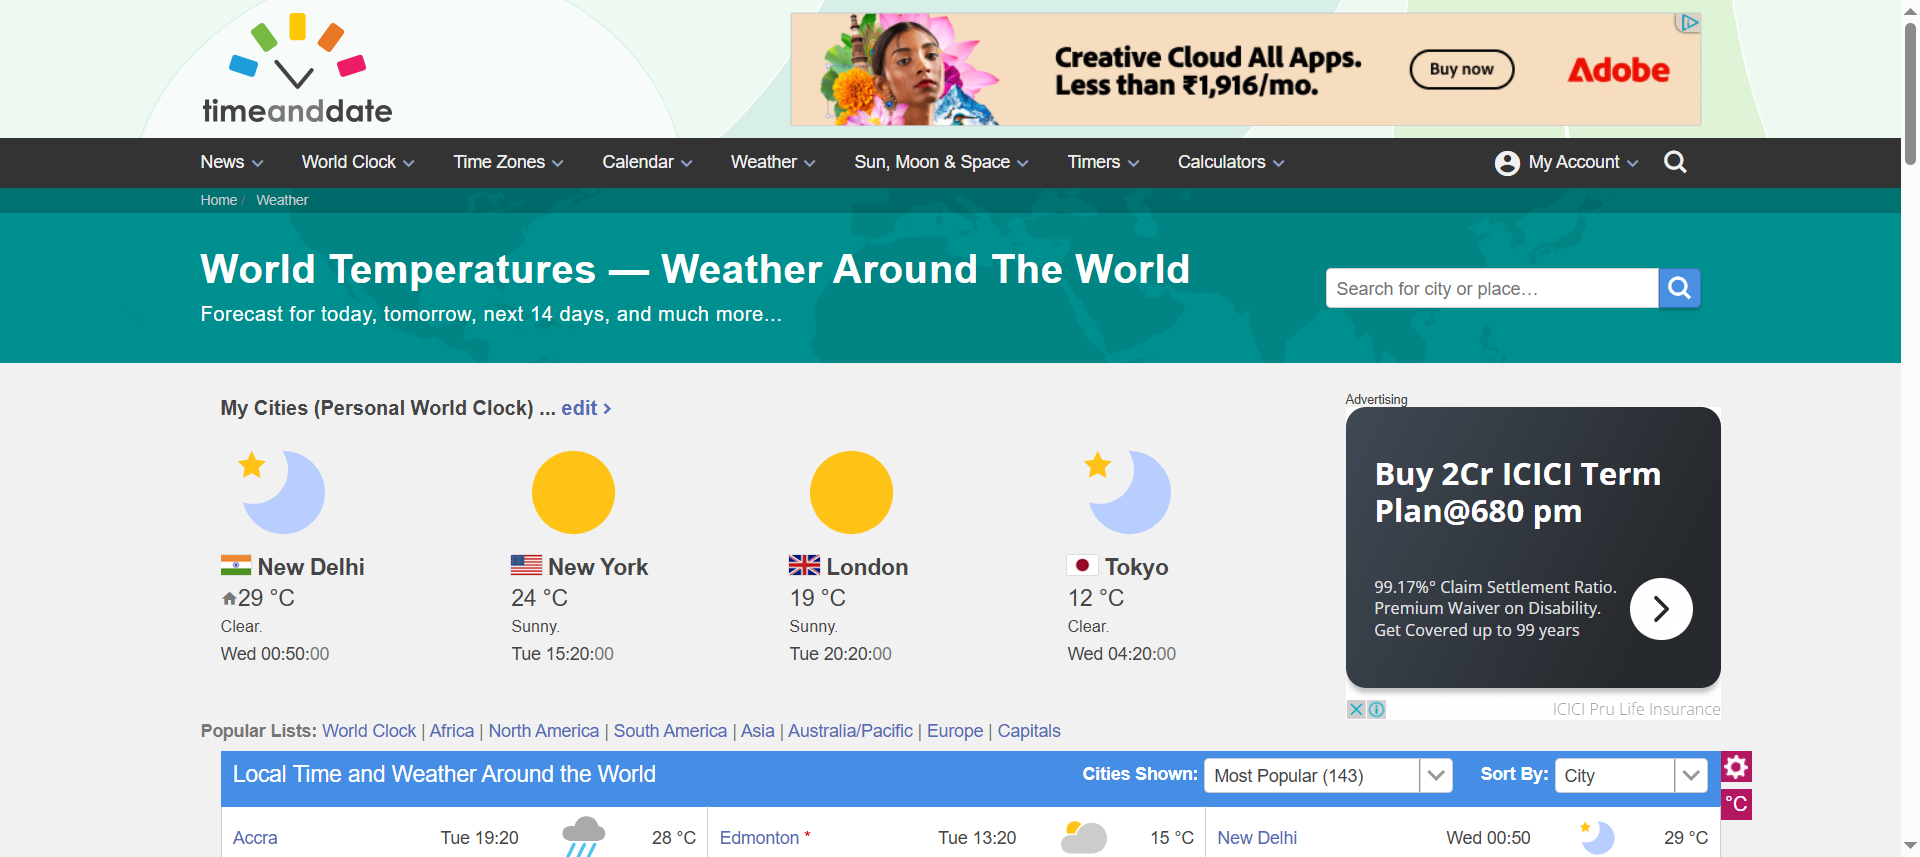 timeanddate
Creative Cloud All Apps.
Less than ₹1,916/mo.
Buy now
Adobe
News
World Clock
Time Zones
Calendar
Weather
Sun, Moon & Space
Timers
Calculators
My Account
Home / Weather
World Temperatures — Weather Around The World
Forecast for today, tomorrow, next 14 days, and much more...
Search for city or place…
My Cities (Personal World Clock) ... edit
New Delhi
29 °C
Clear.
Wed 00:50:00
New York
24 °C
Sunny.
Tue 15:20:00
London
19 °C
Sunny.
Tue 20:20:00
Tokyo
12 °C
Clear.
Wed 04:20:00
Advertising
Buy 2Cr ICICI Term
Plan@680 pm
99.17%° Claim Settlement Ratio.
Premium Waiver on Disability.
Get Covered up to 99 years
ICICI Pru Life Insurance
Popular Lists: World Clock | Africa | North America | South America | Asia | Australia/Pacific | Europe | Capitals
Local Time and Weather Around the World
Cities Shown: Most Popular (143)
Sort By: City
°C
Accra Tue 19:20 28 °C
Edmonton * Tue 13:20 15 °C
New Delhi Wed 00:50 29 °C